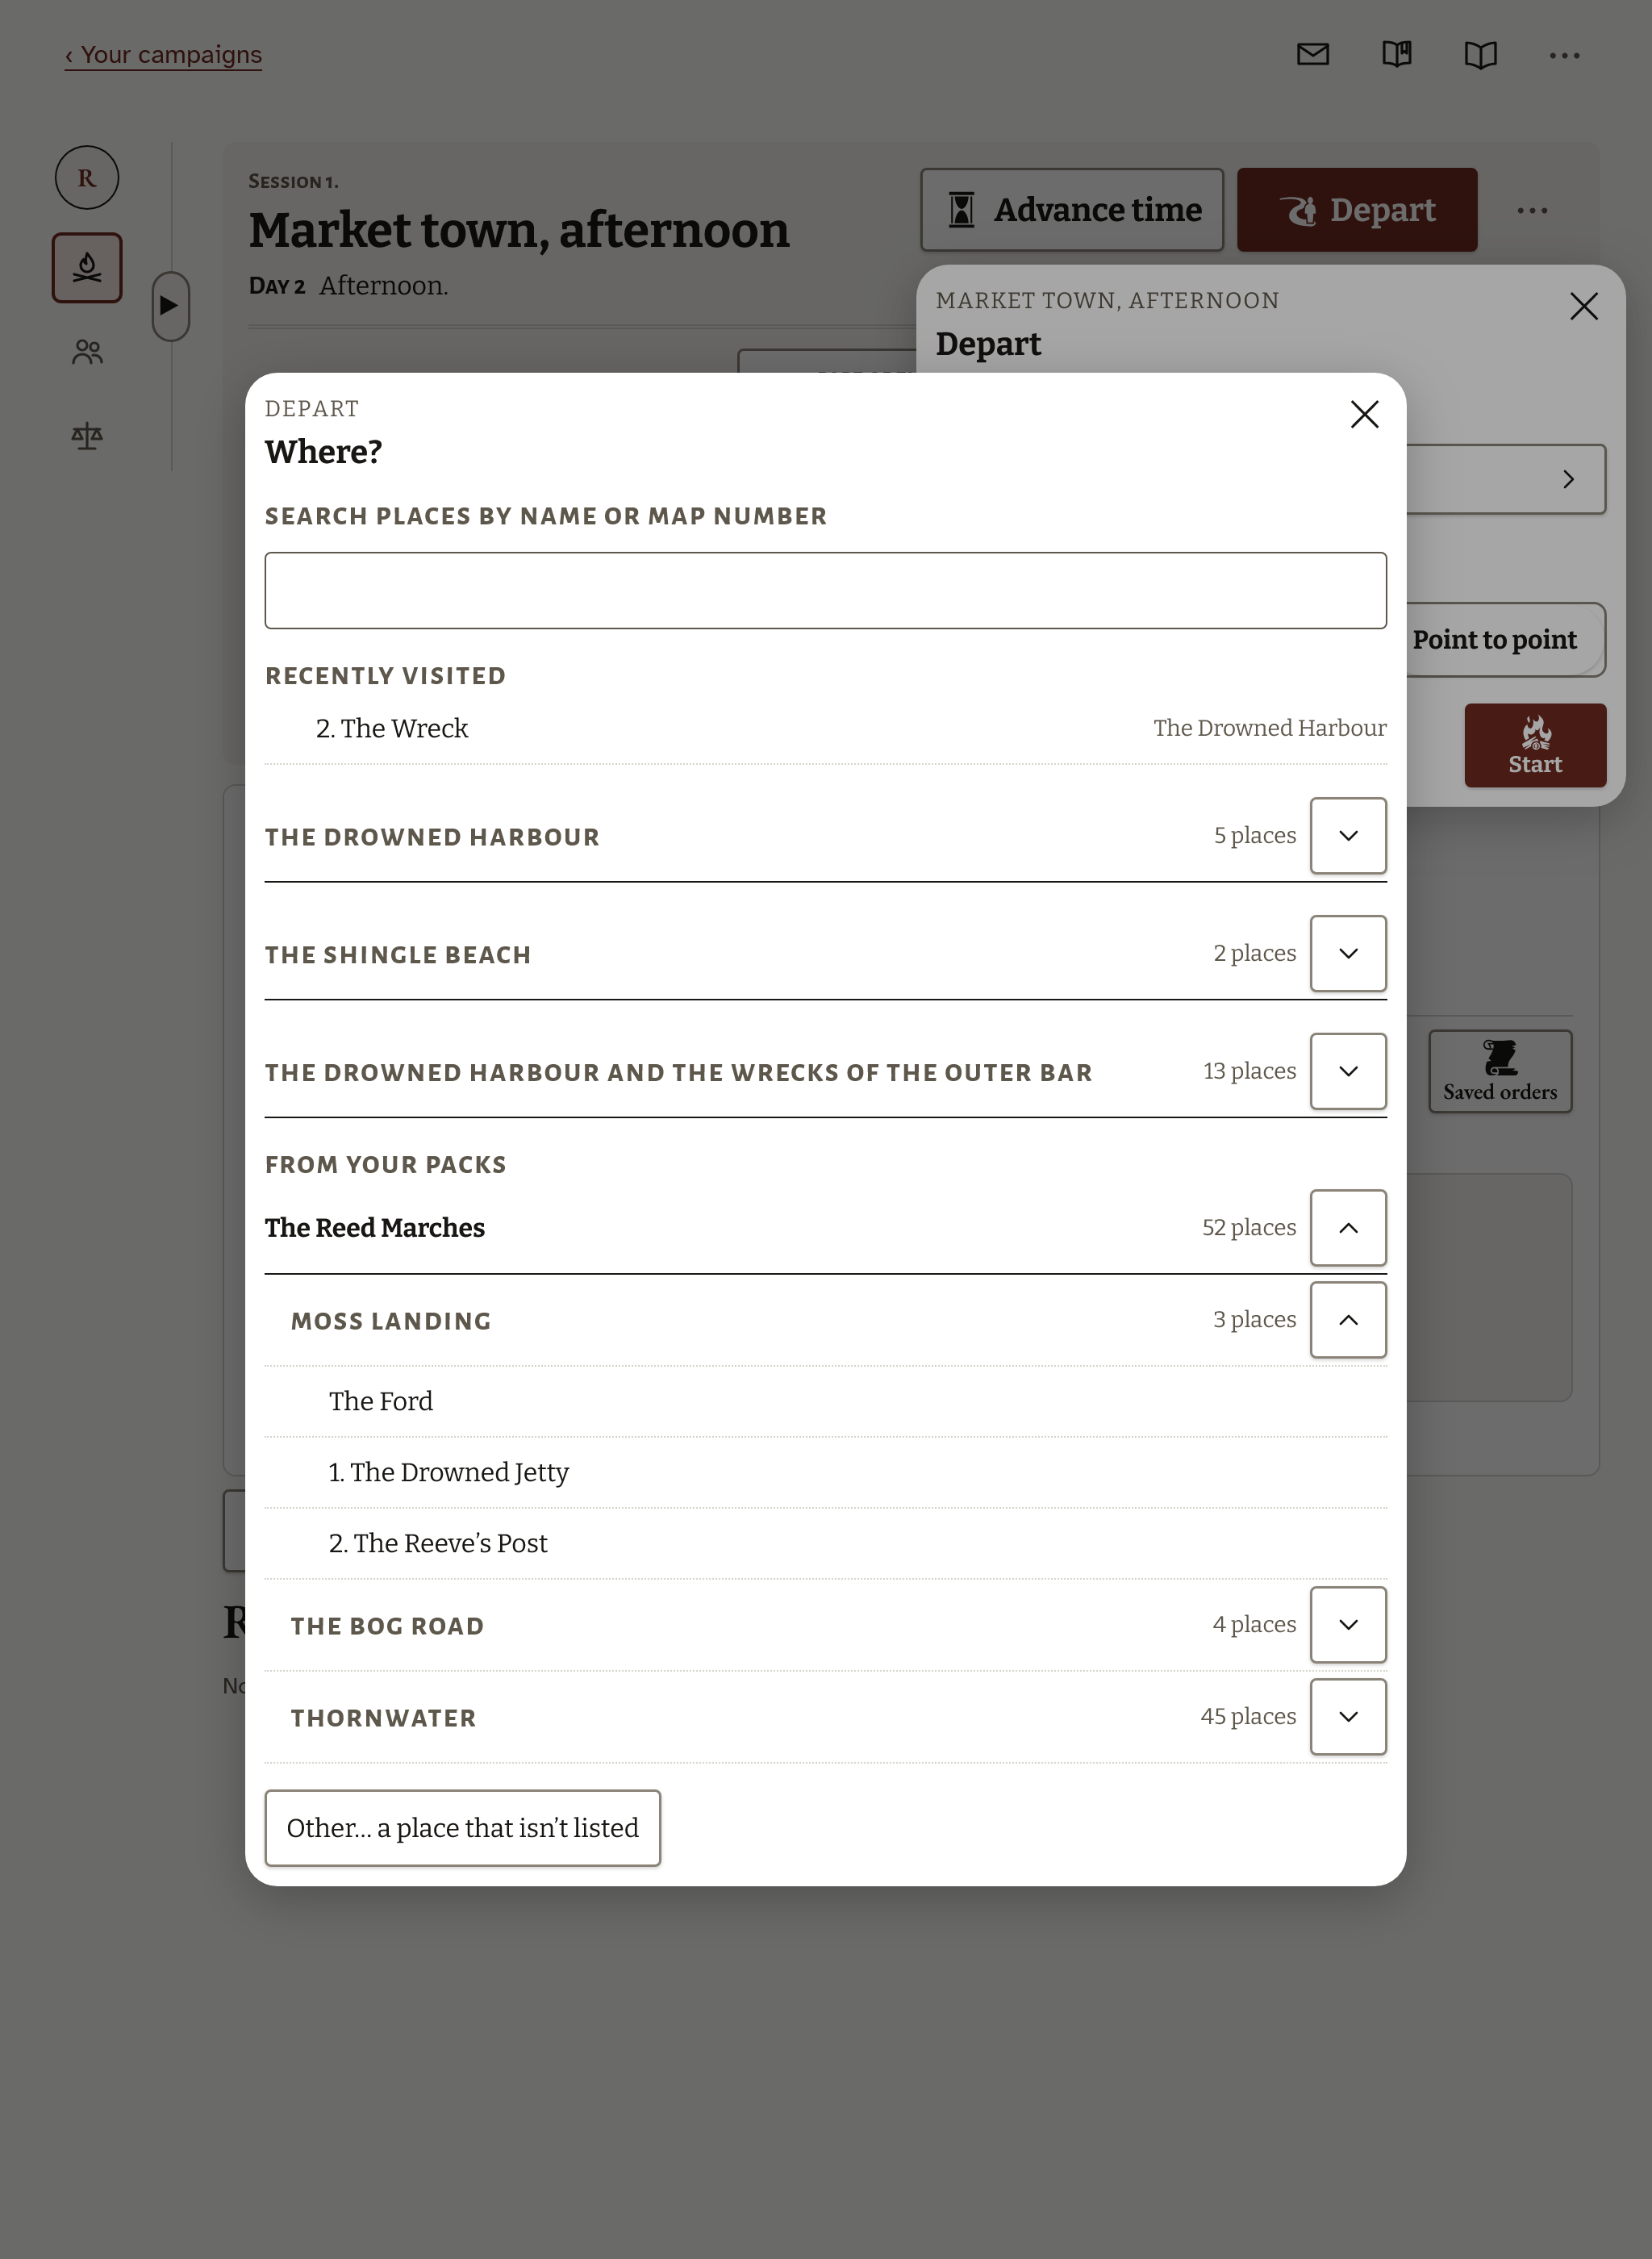 ‹ Your campaigns
R
SESSION 1.
Market town, afternoon
DAY 2 Afternoon.
Advance time
Depart
MARKET TOWN, AFTERNOON
Depart
DEPART
Where?
SEARCH PLACES BY NAME OR MAP NUMBER
Point to point
RECENTLY VISITED
2. The Wreck The Drowned Harbour
Start
THE DROWNED HARBOUR 5 places
THE SHINGLE BEACH 2 places
THE DROWNED HARBOUR AND THE WRECKS OF THE OUTER BAR 13 places
Saved orders
FROM YOUR PACKS
The Reed Marches 52 places
MOSS LANDING 3 places
The Ford
1. The Drowned Jetty
2. The Reeve’s Post
THE BOG ROAD 4 places
THORNWATER 45 places
Other… a place that isn’t listed